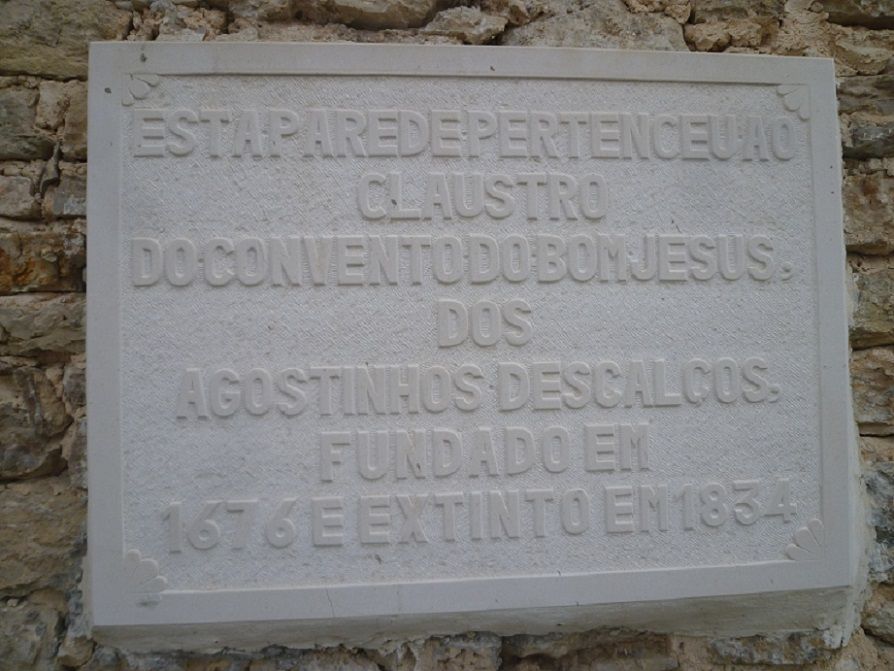 ESTA PAREDE PERTENCEU AO
CLAUSTRO
DO·CONVENTO·DO·BOM JESUS,
DOS
AGOSTINHOS DESCALÇOS,
FUNDADO EM
1676 E EXTINTO EM 1834